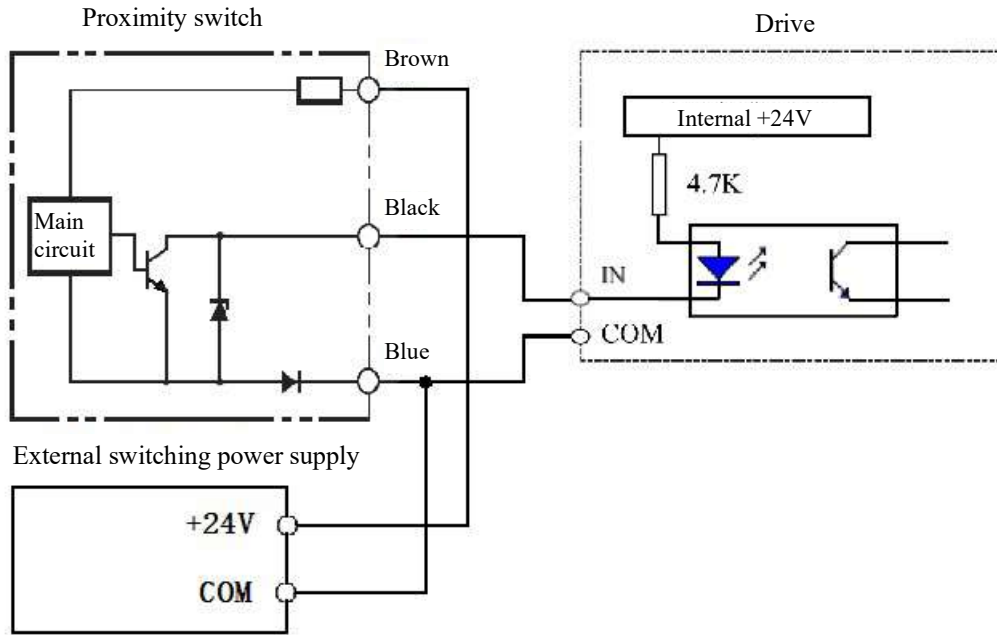 Proximity switch
Drive
Brown
Internal +24V
4.7K
Black
Main
circuit
IN
COM
Blue
External switching power supply
+24V
COM